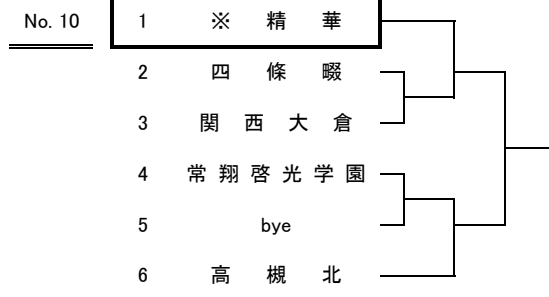 No. 10 1 ※ 精 華
2 四 條 畷
3 関 西 大 倉
4 常 翔 啓 光 学 園
5 bye
6 高 槻 北